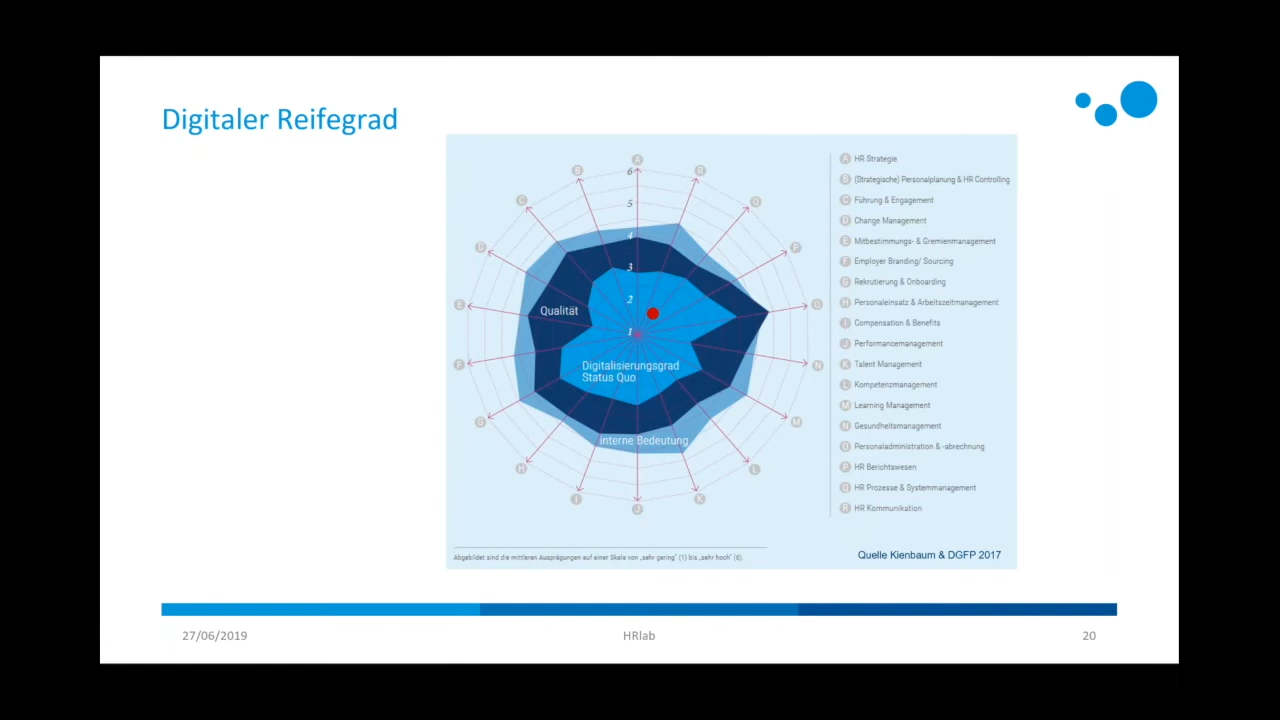 Digitaler Reifegrad
A
B
C
G
E
F
G
H
I
J
K
L
M
N
O
P
Q
R
6
5
4
3
2
1
Qualität
Digitalisierungsgrad
Status Quo
Interne Bedeutung
A HR Strategie
B (Strategische) Personalplanung & HR Controlling
C Führung & Engagement
D Change Management
E Mitbestimmungs- & Gremienmanagement
F Employer Branding/ Sourcing
G Rekrutierung & Onboarding
H Personaleinsatz & Arbeitszeitmanagement
I Compensation & Benefits
J Performancemanagement
K Talent Management
L Kompetenzmanagement
M Learning Management
N Gesundheitsmanagement
O Personaladministration & -abrechnung
P HR Berichtswesen
Q HR Prozesse & Systemmanagement
R HR Kommunikation
Abgebildet sind die mittleren Ausprägungen auf einer Skala von „sehr gering" (1) bis „sehr hoch" (6).
Quelle Kienbaum & DGFP 2017
27/06/2019
HRlab
20